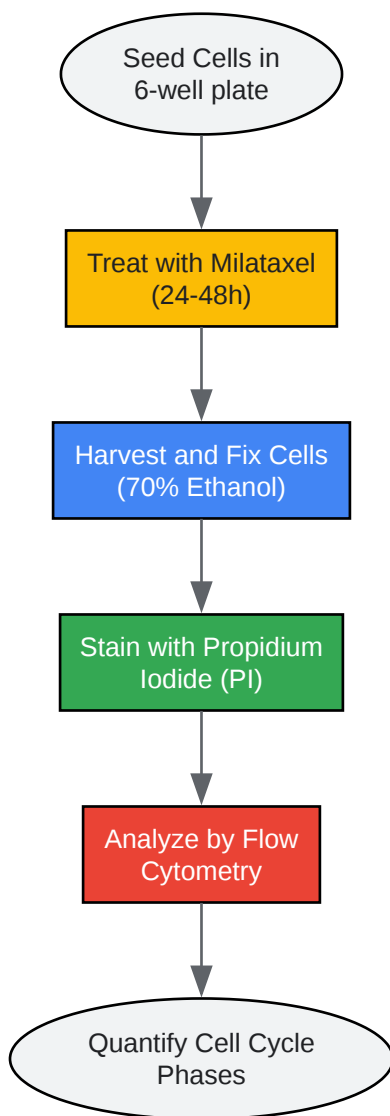 Seed Cells in
6-well plate
Treat with Milataxel
(24-48h)
Harvest and Fix Cells
(70% Ethanol)
Stain with Propidium
Iodide (PI)
Analyze by Flow
Cytometry
Quantify Cell Cycle
Phases